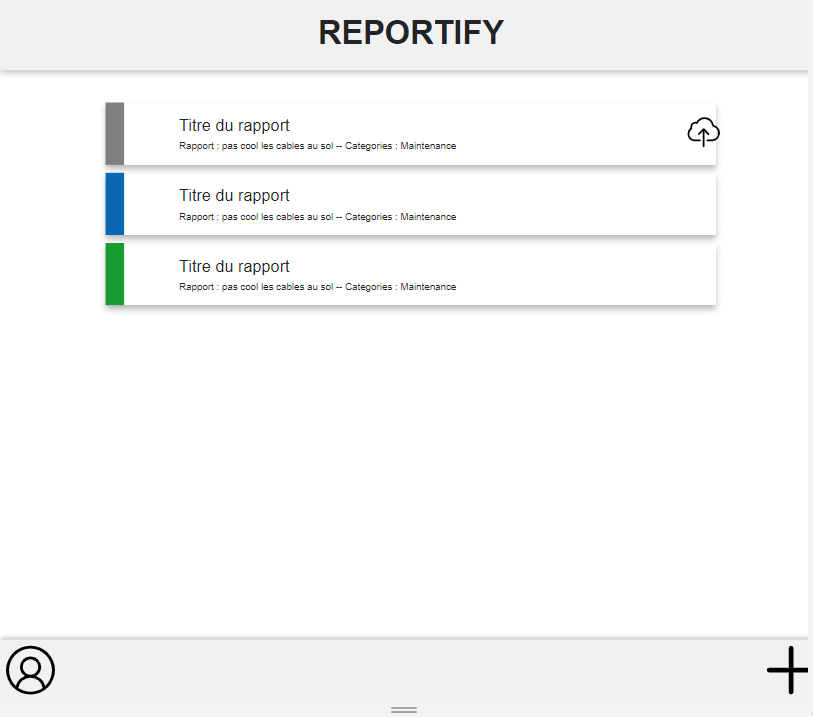 REPORTIFY
Titre du rapport
Rapport : pas cool les cables au sol -- Categories : Maintenance
Titre du rapport
Rapport : pas cool les cables au sol -- Categories : Maintenance
Titre du rapport
Rapport : pas cool les cables au sol -- Categories : Maintenance